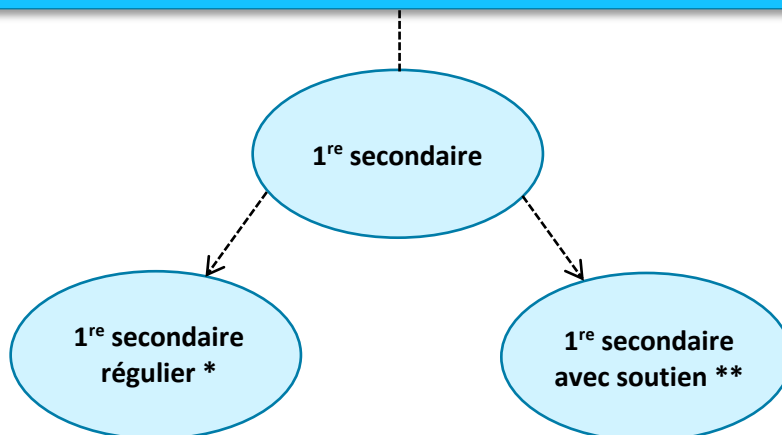 1re secondaire
1re secondaire
régulier *
1re secondaire
avec soutien **